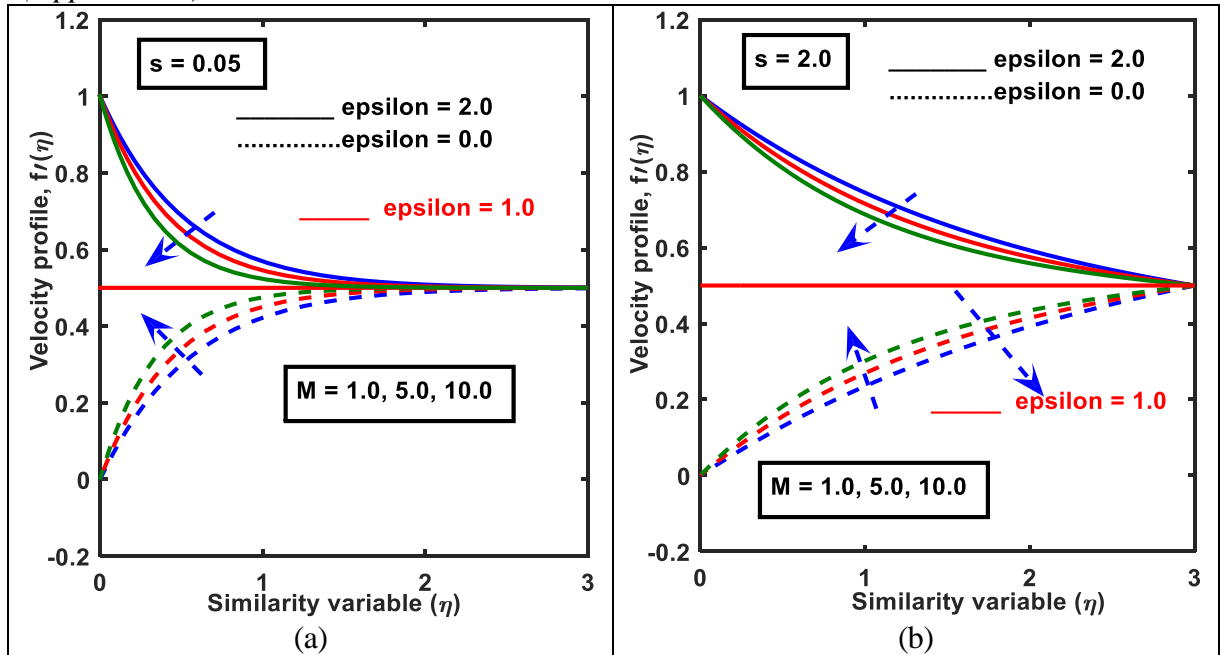 1.2
s = 0.05
epsilon = 2.0
epsilon = 0.0
epsilon = 1.0
M = 1.0, 5.0, 10.0
1
0.8
0.6
0.4
0.2
0
-0.2
Velocity profile, f′(η)
0 1 2 3
Similarity variable (η)
(a)
1.2
s = 2.0
epsilon = 2.0
epsilon = 0.0
epsilon = 1.0
M = 1.0, 5.0, 10.0
1
0.8
0.6
0.4
0.2
0
-0.2
Velocity profile, f′(η)
0 1 2 3
Similarity variable (η)
(b)